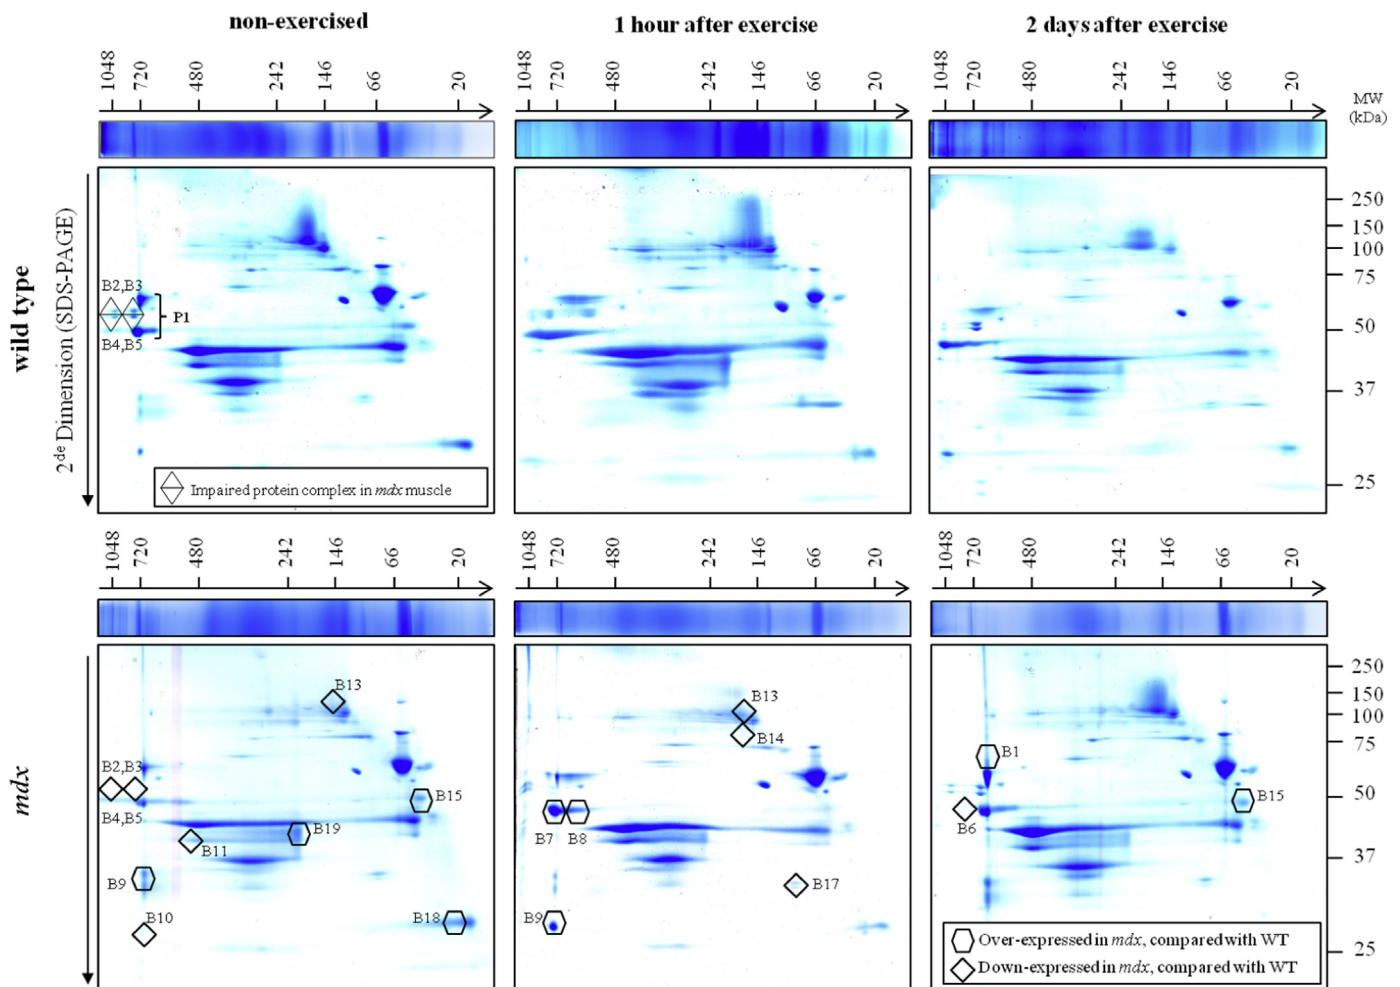 non-exercised
1 hour after exercise
2 days after exercise
1048 720 480 242 146 66 20
1048 720 480 242 146 66 20
1048 720 480 242 146 66 20
MW
(kDa)
wild type
2de Dimension (SDS-PAGE)
B2,B3
P1
B4,B5
Impaired protein complex in mdx muscle
250
150
100
75
50
37
25
1048 720 480 242 146 66 20
1048 720 480 242 146 66 20
1048 720 480 242 146 66 20
mdx
B13
B2,B3
B4,B5
B15
B19
B11
B9
B10
B18
B13
B14
B7 B8
B17
B9
B1
B15
B6
250
150
100
75
50
37
25
Over-expressed in mdx, compared with WT
Down-expressed in mdx, compared with WT